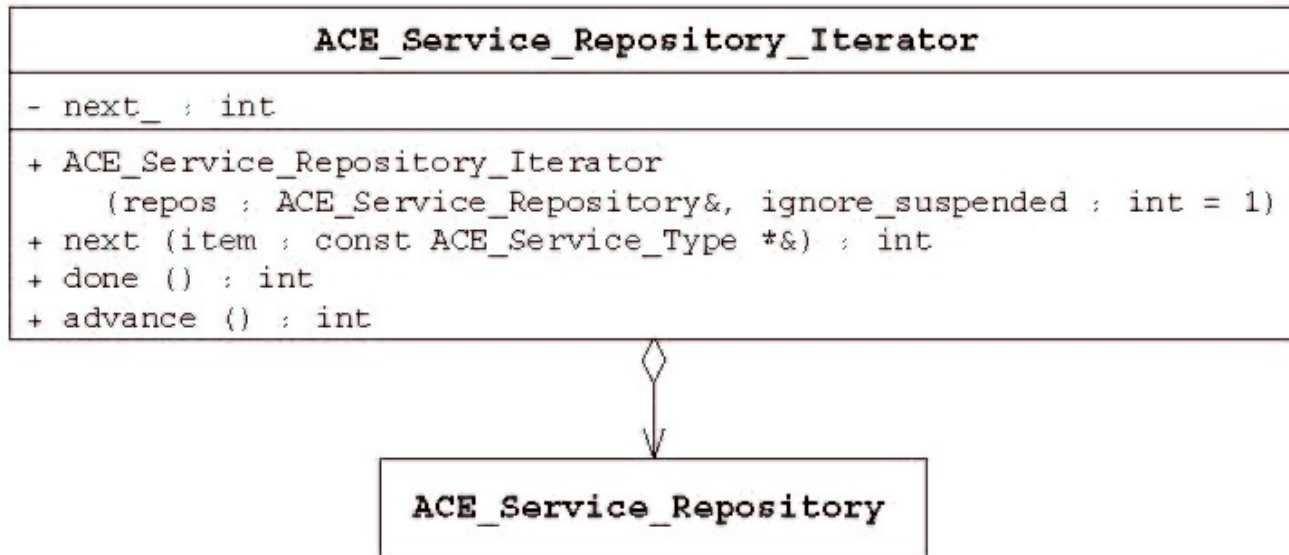 ACE_Service_Repository_Iterator
- next_ : int
+ ACE_Service_Repository_Iterator
(repos : ACE_Service_Repository&, ignore_suspended : int = 1)
+ next (item : const ACE_Service_Type *&) : int
+ done () : int
+ advance () : int
ACE_Service_Repository